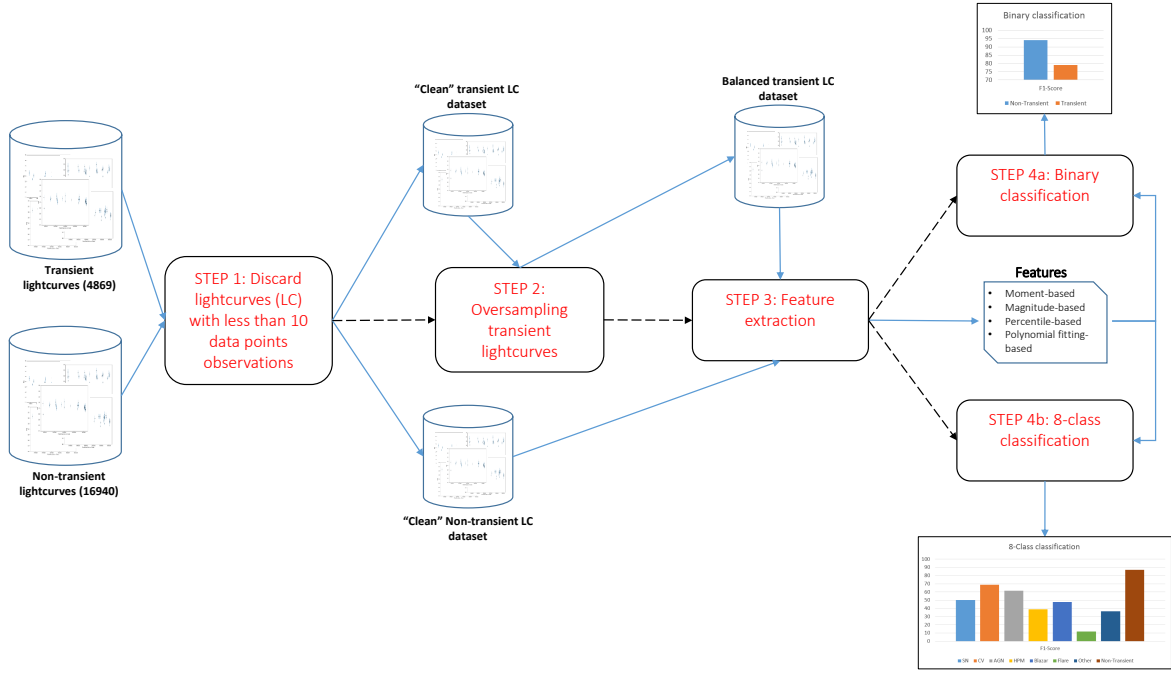 Binary classification
100
95
90
85
80
75
70
F1-Score
Non-Transient Transient
"Clean" transient LC
dataset
Balanced transient LC
dataset
Transient
lightcurves (4869)
STEP 1: Discard
lightcurves (LC)
with less than 10
data points
observations
STEP 2:
Oversampling
transient
lightcurves
STEP 3: Feature
extraction
STEP 4a: Binary
classification
Features
• Moment-based
• Magnitude-based
• Percentile-based
• Polynomial fitting-
based
STEP 4b: 8-class
classification
Non-transient
lightcurves (16940)
"Clean" Non-transient LC
dataset
8-Class classification
100
90
80
70
60
50
40
30
20
10
0
F1-Score
SN CV AGN HPM Blazar Flare Other Non-Transient